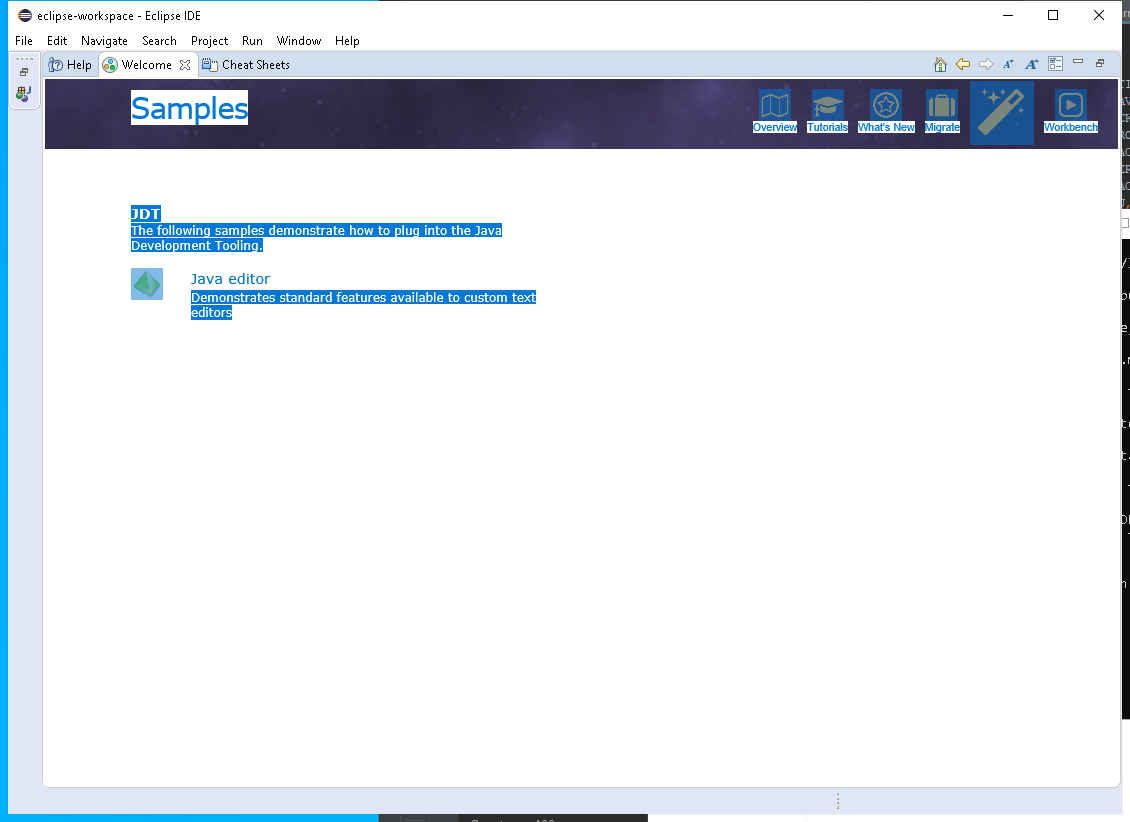 eclipse-workspace - Eclipse IDE
File Edit Navigate Search Project Run Window Help
Help Welcome Cheat Sheets
Samples
Overview Tutorials What's New Migrate Workbench
JDT
The following samples demonstrate how to plug into the Java
Development Tooling.
Java editor
Demonstrates standard features available to custom text
editors